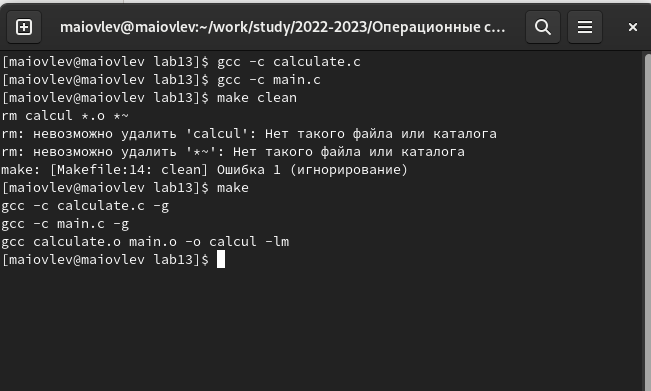 maiovlev@maiovlev:~/work/study/2022-2023/Операционные с...
[maiovlev@maiovlev lab13]$ gcc -c calculate.c
[maiovlev@maiovlev lab13]$ gcc -c main.c
[maiovlev@maiovlev lab13]$ make clean
rm calcul *.o *~
rm: невозможно удалить 'calcul': Нет такого файла или каталога
rm: невозможно удалить '*~': Нет такого файла или каталога
make: [Makefile:14: clean] Ошибка 1 (игнорирование)
[maiovlev@maiovlev lab13]$ make
gcc -c calculate.c -g
gcc -c main.c -g
gcc calculate.o main.o -o calcul -lm
[maiovlev@maiovlev lab13]$